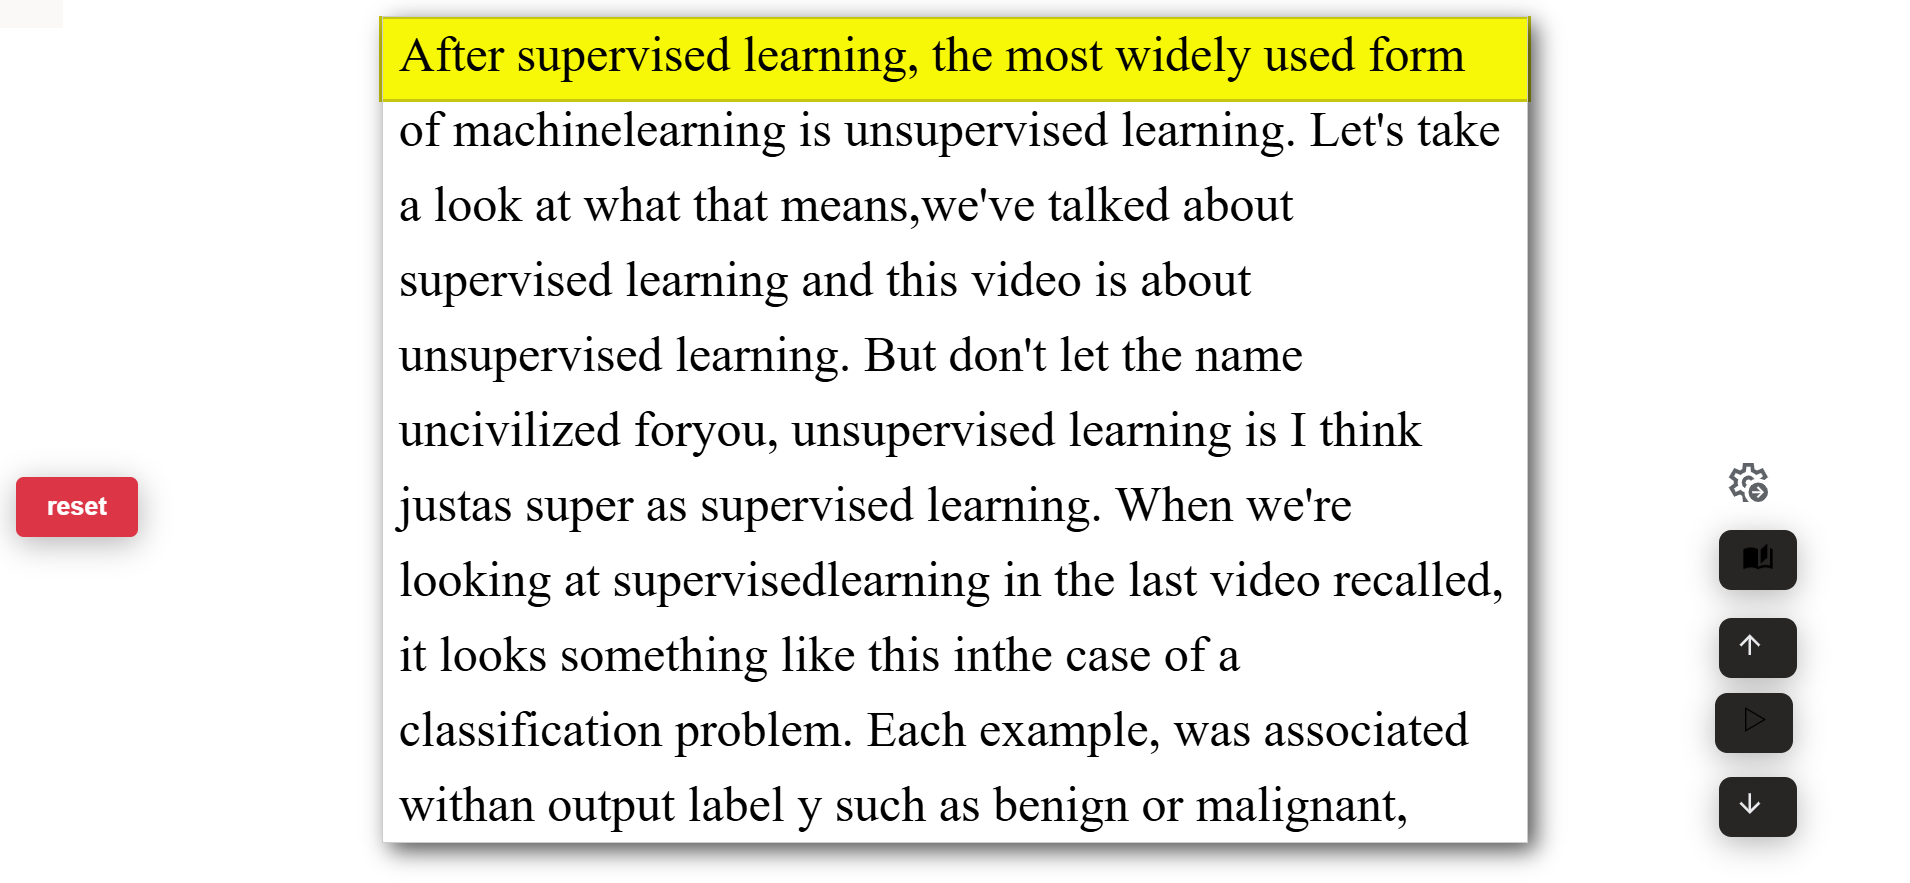 After supervised learning, the most widely used form
of machinelearning is unsupervised learning. Let's take
a look at what that means,we've talked about
supervised learning and this video is about
unsupervised learning. But don't let the name
uncivilized foryou, unsupervised learning is I think
justas super as supervised learning. When we're
looking at supervisedlearning in the last video recalled,
it looks something like this inthe case of a
classification problem. Each example, was associated
withan output label y such as benign or malignant,
reset